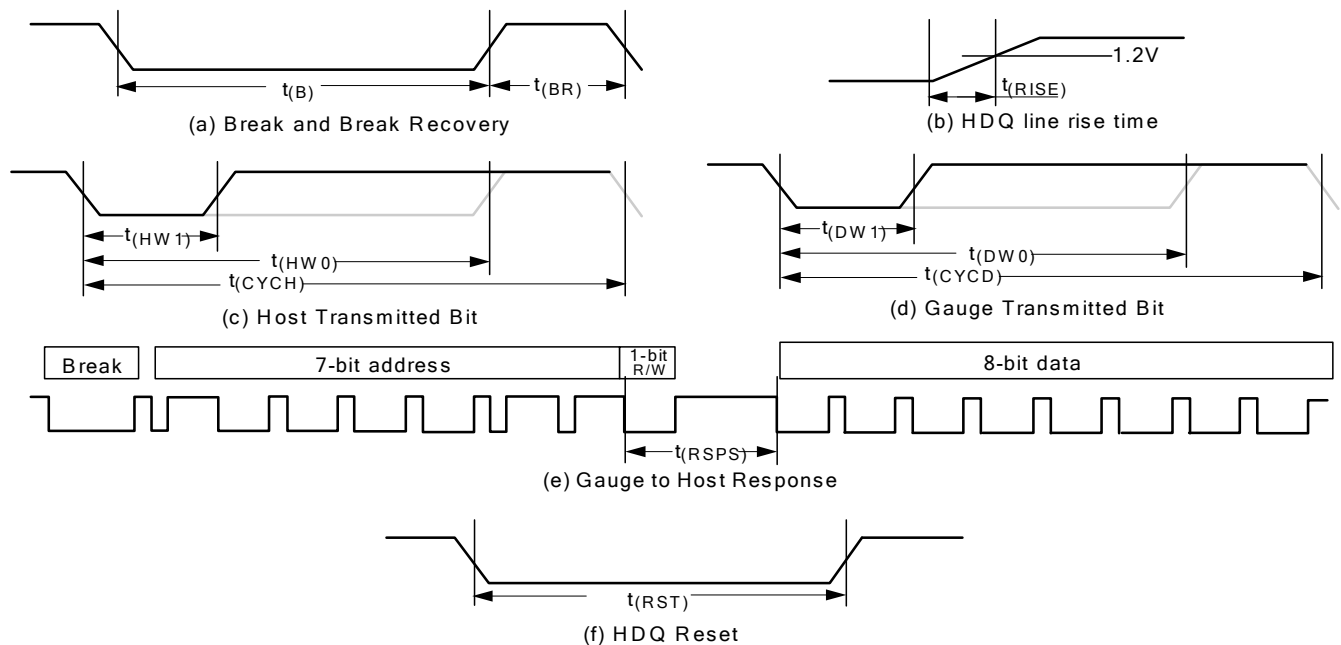 t(B)
t(BR)
(a) Break and Break Recovery
1.2V
t(RISE)
(b) HDQ line rise time
t(HW1)
t(HW0)
t(CYCH)
(c) Host Transmitted Bit
t(DW1)
t(DW0)
t(CYCD)
(d) Gauge Transmitted Bit
Break
7-bit address
1-bit
R/W
8-bit data
t(RSPS)
(e) Gauge to Host Response
t(RST)
(f) HDQ Reset